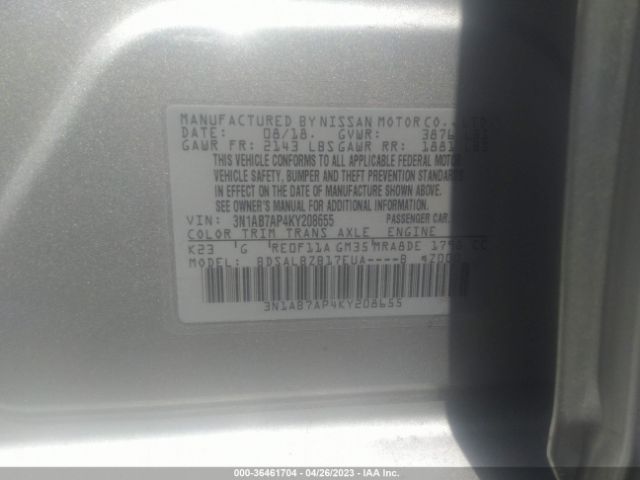 MANUFACTURED BY NISSAN MOTOR CO., LTD.
DATE: 08/18. GVWR: 3876 LBS
GAWR FR: 2143 LBS GAWR RR: 1881 LBS
THIS VEHICLE CONFORMS TO ALL APPLICABLE FEDERAL MOTOR
VEHICLE SAFETY, BUMPER AND THEFT PREVENTION STANDARDS
IN EFFECT ON THE DATE OF MANUFACTURE SHOWN ABOVE.
SEE OWNER'S MANUAL FOR ADDITIONAL INFORMATION.
VIN: 3N1AB7AP4KY208655 PASSENGER CAR
COLOR TRIM TRANS AXLE ENGINE
K23 G RE0F11A GM35 MRA8DE 1798 CC
MODEL: BDSALBZB17EUA----B
3N1AB7AP4KY208655
000-36461704 - 04/26/2023 - IAA Inc.